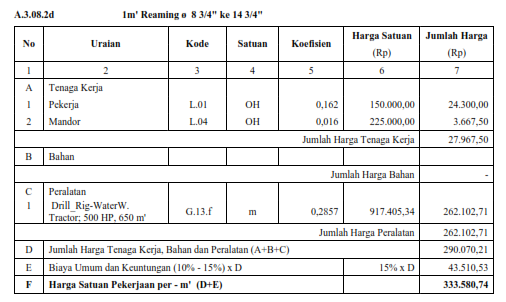 A.3.08.2d 1m' Reaming ø 8 3/4" ke 14 3/4"
No Uraian Kode Satuan Koefisien Harga Satuan (Rp) Jumlah Harga (Rp)
1 2 3 4 5 6 7
A Tenaga Kerja
1 Pekerja L.01 OH 0,162 150.000,00 24.300,00
2 Mandor L.04 OH 0,016 225.000,00 3.667,50
Jumlah Harga Tenaga Kerja 27.967,50
B Bahan
Jumlah Harga Bahan -
C Peralatan
1 Drill_Rig-WaterW.
Tractor; 500 HP, 650 m' G.13.f m 0,2857 917.405,34 262.102,71
Jumlah Harga Peralatan 262.102,71
D Jumlah Harga Tenaga Kerja, Bahan dan Peralatan (A+B+C) 290.070,21
E Biaya Umum dan Keuntungan (10% - 15%) x D 15% x D 43.510,53
F Harga Satuan Pekerjaan per - m' (D+E) 333.580,74